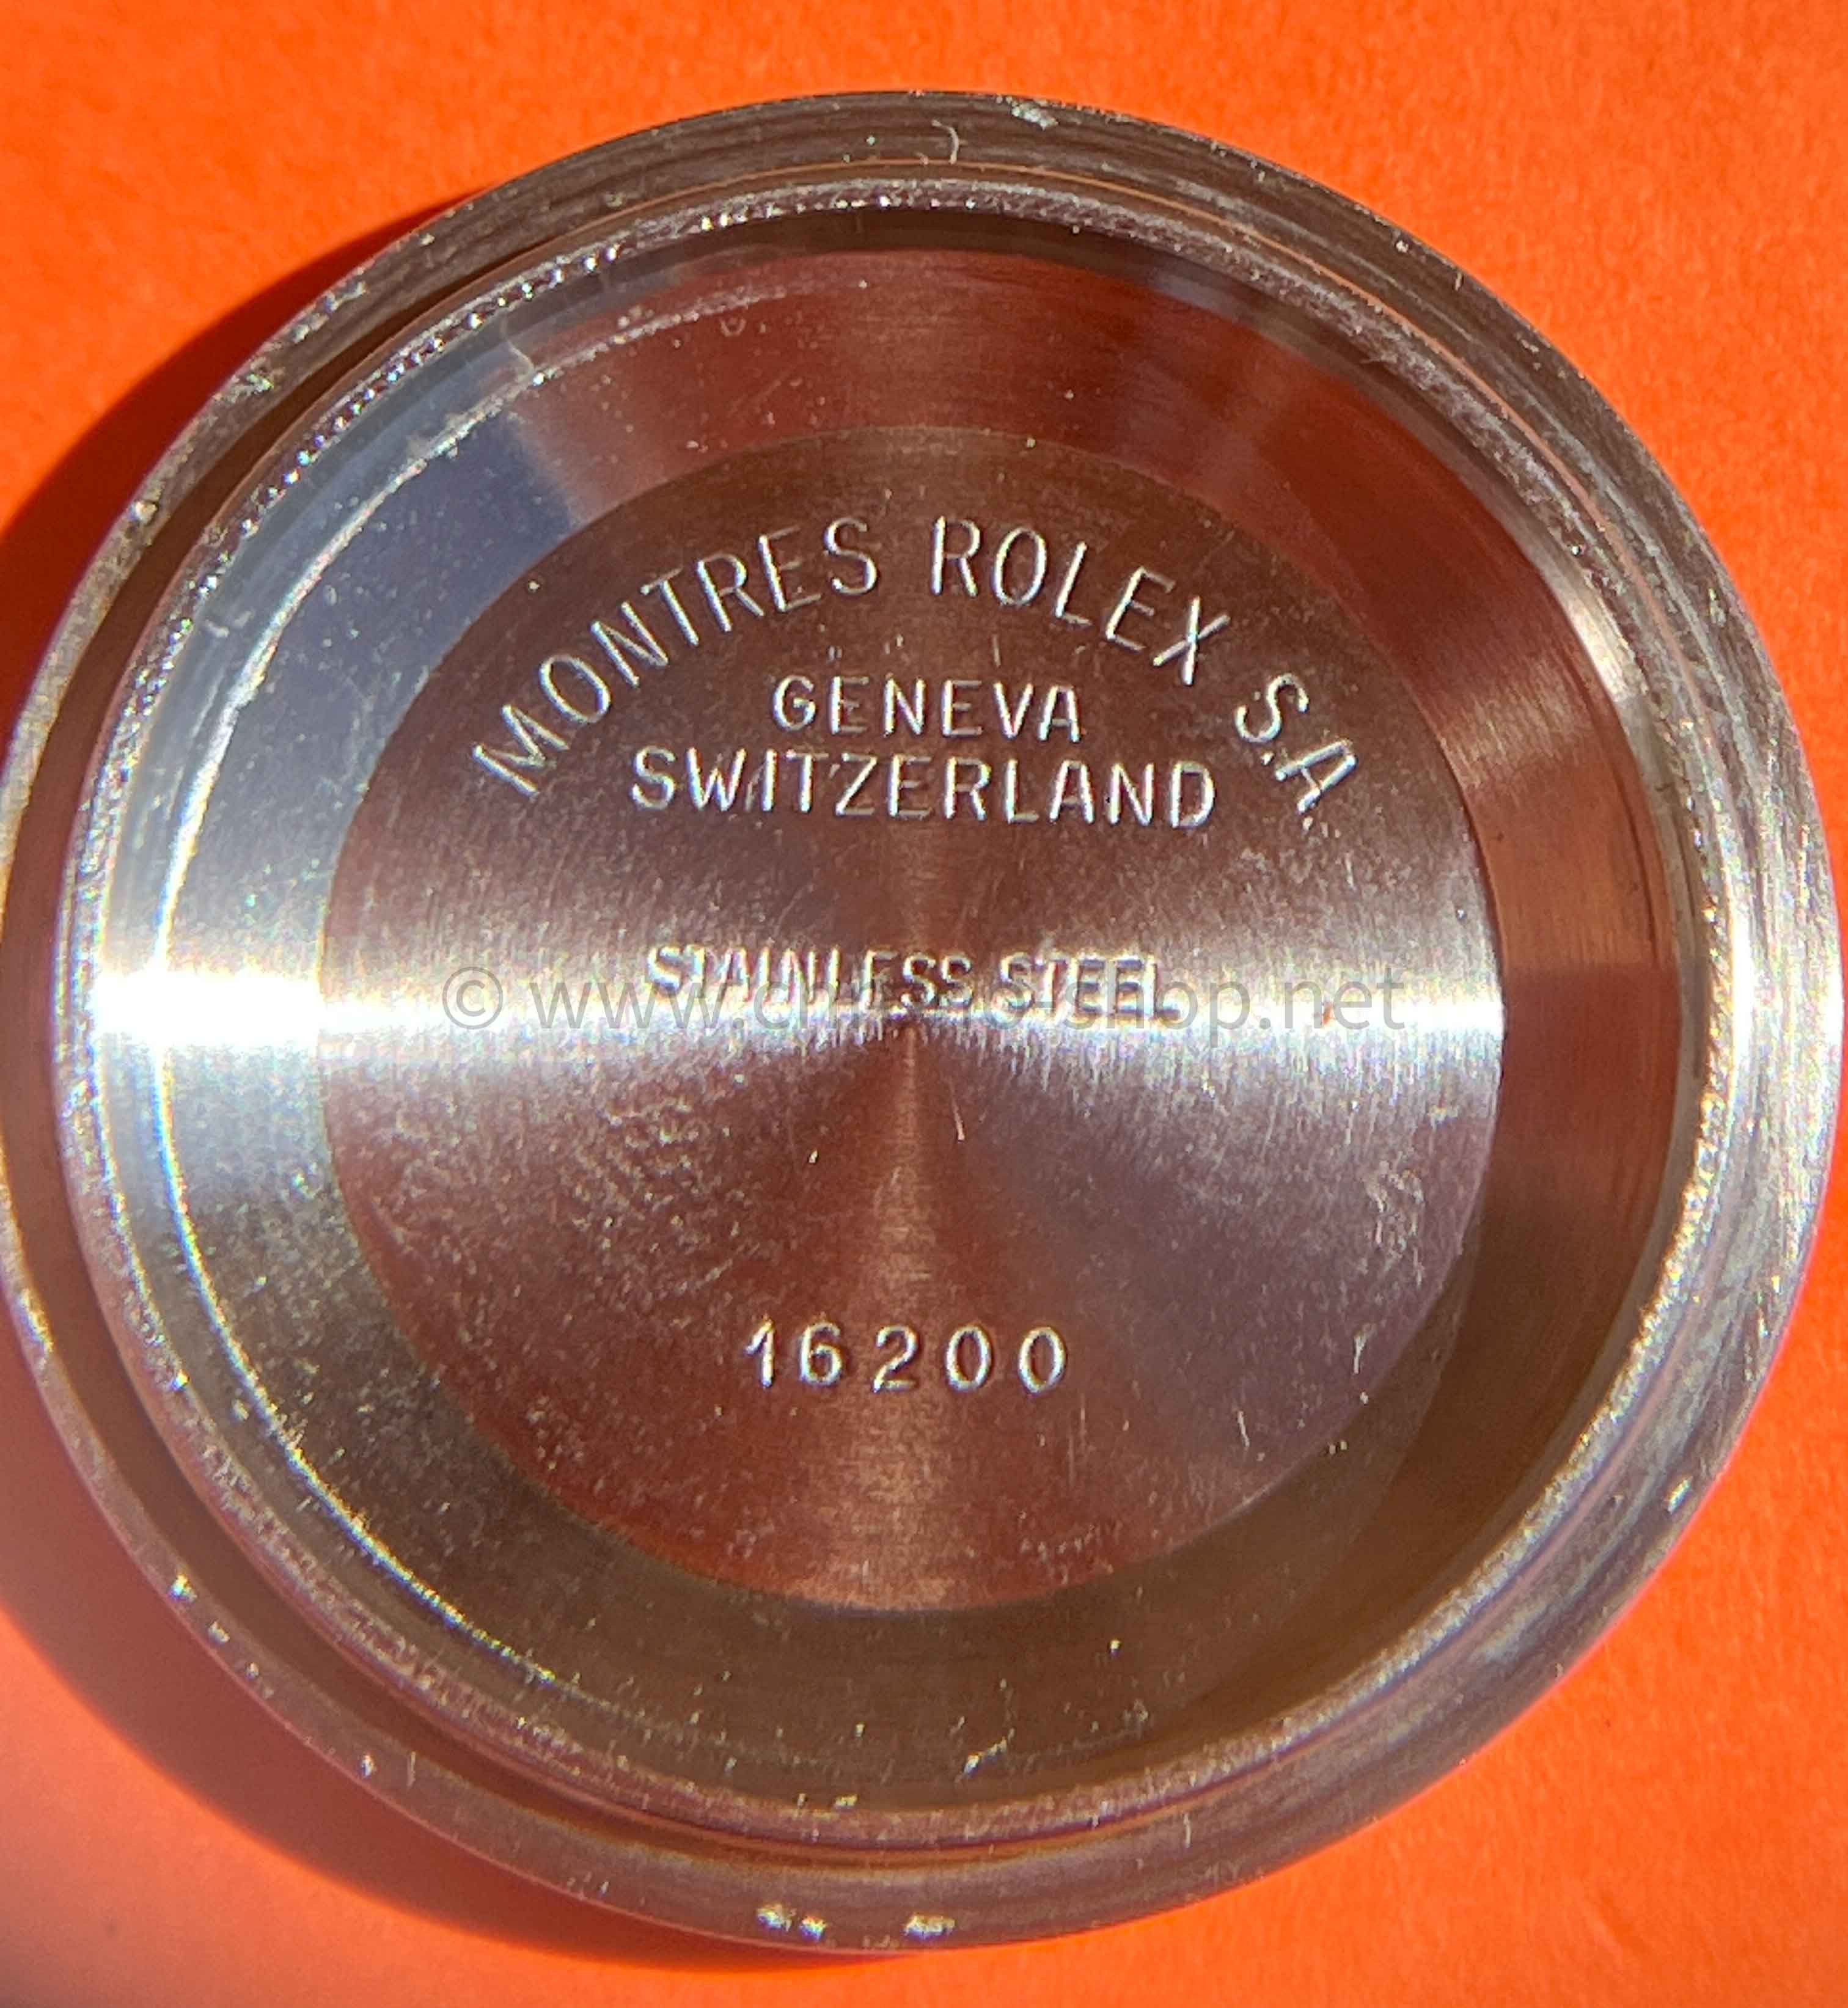 MONTRES ROLEX S.A.
GENEVA
SWITZERLAND
STAINLESS STEEL
16200